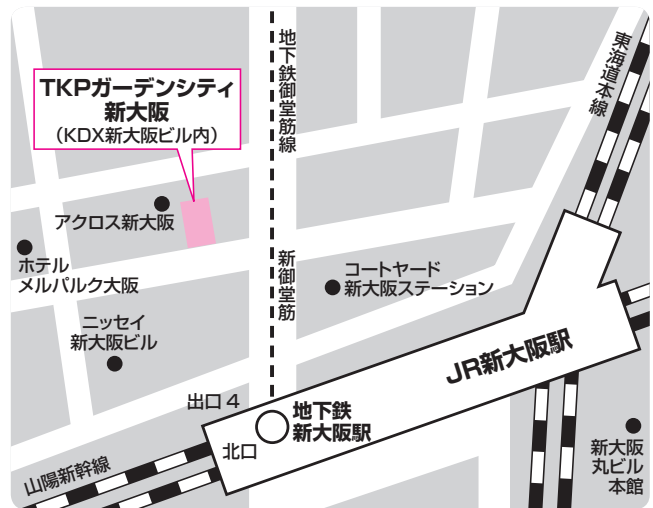 TKPガーデンシティ
新大阪
（KDX新大阪ビル内）
地下鉄御堂筋線
東海道本線
アクロス新大阪
ホテル
メルパルク大阪
新御堂筋
コートヤード
新大阪ステーション
ニッセイ
新大阪ビル
JR新大阪駅
出口4
地下鉄
新大阪駅
北口
山陽新幹線
新大阪
丸ビル
本館